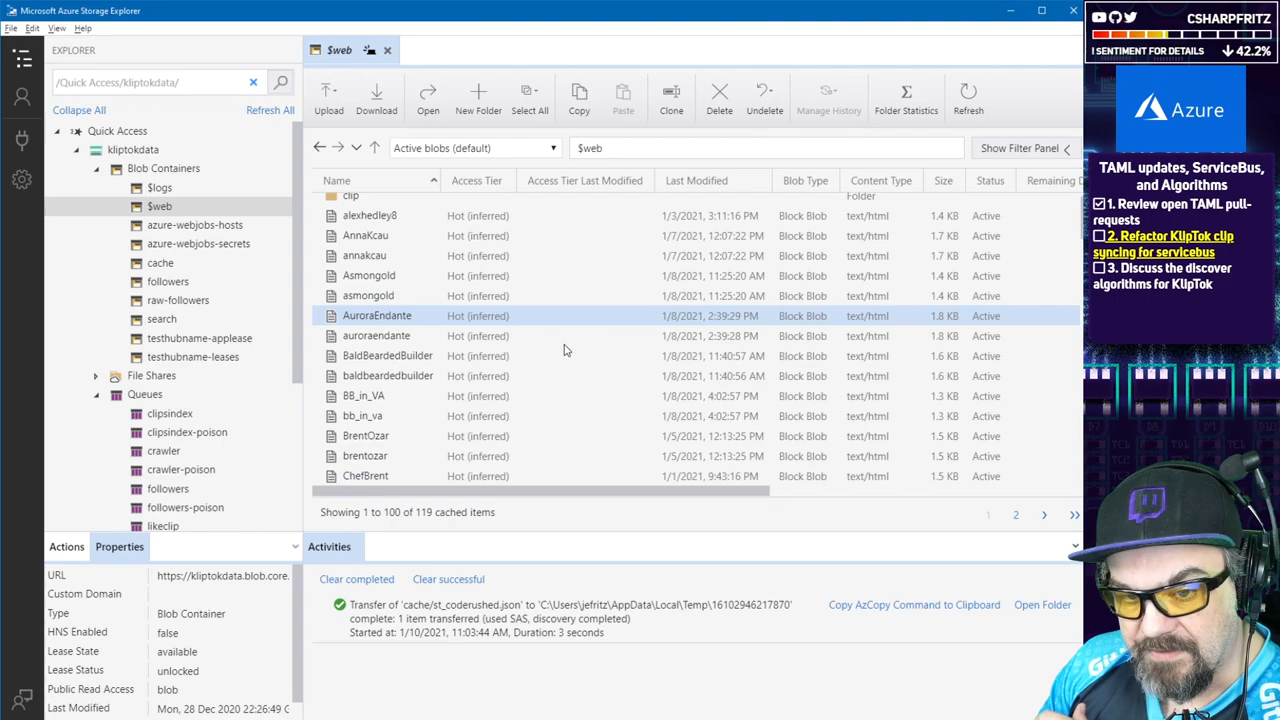 Microsoft Azure Storage Explorer
File Edit View Help
EXPLORER
/Quick Access/kliptokdata/
Collapse All Refresh All
Quick Access
kliptokdata
Blob Containers
$logs
$web
azure-webjobs-hosts
azure-webjobs-secrets
cache
followers
raw-followers
search
testhubname-applease
testhubname-leases
File Shares
Queues
clipsindex
clipsindex-poison
crawler
crawler-poison
followers
followers-poison
likeclip
Actions Properties
URL https://kliptokdata.blob.core.
Custom Domain
Type Blob Container
HNS Enabled false
Lease State available
Lease Status unlocked
Public Read Access blob
Last Modified Mon, 28 Dec 2020 22:26:49 G
$web
Upload Download Open New Folder Select All Copy Paste Clone Delete Undelete Manage History Folder Statistics Refresh
Active blobs (default) $web Show Filter Panel
Name Access Tier Access Tier Last Modified Last Modified Blob Type Content Type Size Status Remaining D
clip Folder
alexhedley8 Hot (inferred) 1/3/2021, 3:11:16 PM Block Blob text/html 1.4 KB Active
AnnaKcau Hot (inferred) 1/7/2021, 12:07:22 PM Block Blob text/html 1.7 KB Active
annakcau Hot (inferred) 1/7/2021, 12:07:22 PM Block Blob text/html 1.7 KB Active
Asmongold Hot (inferred) 1/8/2021, 11:25:20 AM Block Blob text/html 1.4 KB Active
asmongold Hot (inferred) 1/8/2021, 11:25:20 AM Block Blob text/html 1.4 KB Active
AuroraEndante Hot (inferred) 1/8/2021, 2:39:29 PM Block Blob text/html 1.8 KB Active
auroraendante Hot (inferred) 1/8/2021, 2:39:28 PM Block Blob text/html 1.8 KB Active
BaldBeardedBuilder Hot (inferred) 1/8/2021, 11:40:57 AM Block Blob text/html 1.6 KB Active
baldbeardedbuilder Hot (inferred) 1/8/2021, 11:40:56 AM Block Blob text/html 1.6 KB Active
BB_in_VA Hot (inferred) 1/8/2021, 4:02:57 PM Block Blob text/html 1.3 KB Active
bb_in_va Hot (inferred) 1/8/2021, 4:02:57 PM Block Blob text/html 1.3 KB Active
BrentOzar Hot (inferred) 1/5/2021, 12:13:25 PM Block Blob text/html 1.5 KB Active
brentozar Hot (inferred) 1/5/2021, 12:13:25 PM Block Blob text/html 1.5 KB Active
ChefBrent Hot (inferred) 1/1/2021, 9:43:16 PM Block Blob text/html 1.5 KB Active
Showing 1 to 100 of 119 cached items 1 2
Activities
Clear completed Clear successful
Transfer of 'cache/st_coderushed.json' to 'C:\Users\jefritz\AppData\Local\Temp\16102946217870' Copy AzCopy Command to Clipboard Open Folder
complete: 1 item transferred (used SAS, discovery completed)
Started at: 1/10/2021, 11:03:44 AM, Duration: 3 seconds
CSHARPFRITZ
! SENTIMENT FOR DETAILS 42.2%
Azure
TAML updates, ServiceBus,
and Algorithms
1. Review open TAML pull-
requests
2. Refactor KlipTok clip
syncing for servicebus
3. Discuss the discover
algorithms for KlipTok